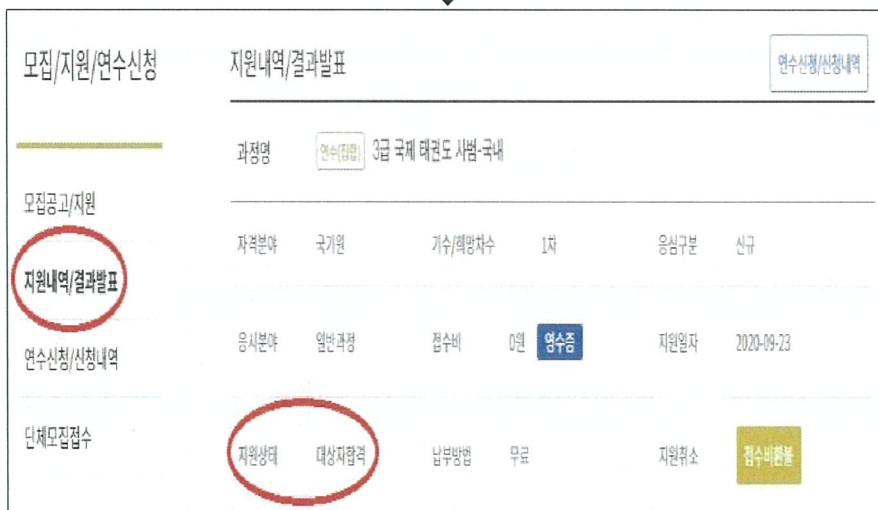 모집/지원/연수신청
모집공고/지원
지원내역/결과발표
연수신청/신청내역
단체모집접수
지원내역/결과발표
연수신청/신청내역
과정명 연수(집합) 3급 국제 태권도 사범-국내
자격분야 국기원 기수/희망차수 1차 응심구분 신규
응시분야 일반과정 접수비 0원 영수증 지원일자 2020-09-23
지원상태 대상자합격 납부방법 무료 지원취소 접수비환불